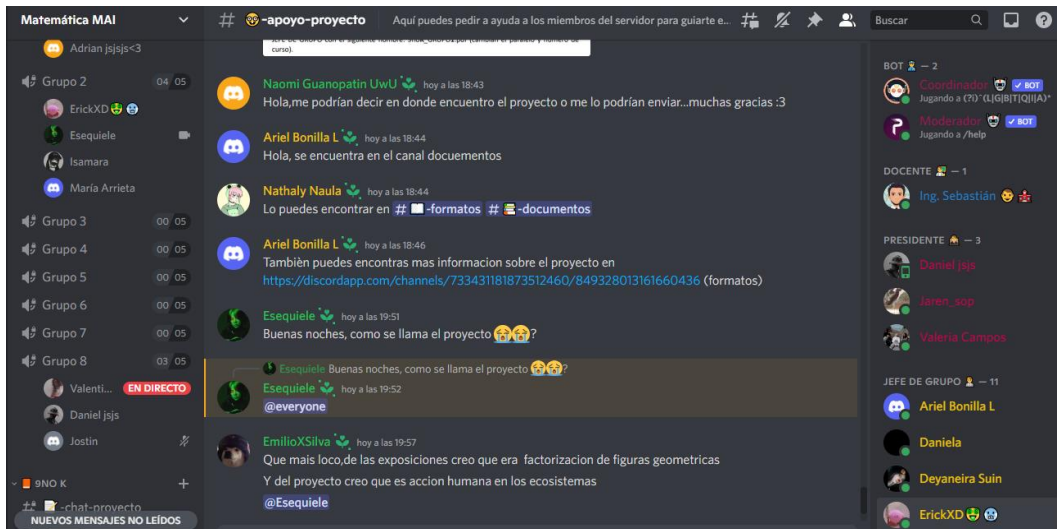 Matemática MAI
-apoyo-proyecto
Aquí puedes pedir a ayuda a los miembros del servidor para guiarte e...
Buscar
Adrian jsjsjs<3
Grupo 2 04 05
ErickXD
Esequiele
Isamara
María Arrieta
Grupo 3 00 05
Grupo 4 00 05
Grupo 5 00 05
Grupo 6 00 05
Grupo 7 00 05
Grupo 8 03 05
Valenti... EN DIRECTO
Daniel jsjs
Jostin
9NO K
-chat-proyecto
NUEVOS MENSAJES NO LEÍDOS
curso).
Naomi Guanopatin UwU hoy a las 18:43
Hola,me podrían decir en donde encuentro el proyecto o me lo podrían enviar...muchas gracias :3
Ariel Bonilla L hoy a las 18:44
Hola, se encuentra en el canal docuementos
Nathaly Naula hoy a las 18:44
Lo puedes encontrar en # -formatos # -documentos
Ariel Bonilla L hoy a las 18:46
Tambièn puedes encontras mas informacion sobre el proyecto en
https://discordapp.com/channels/733431181873512460/849328013161660436 (formatos)
Esequiele hoy a las 19:51
Buenas noches, como se llama el proyecto 😭😭?
Esequiele Buenas noches, como se llama el proyecto 😭😭?
Esequiele hoy a las 19:52
@everyone
EmilioXSilva hoy a las 19:57
Que mais loco,de las exposiciones creo que era factorizacion de figuras geometricas
Y del proyecto creo que es accion humana en los ecosistemas
@Esequiele
BOT — 2
Coordinador BOT
Moderador BOT
Jugando a /help
DOCENTE — 1
Ing. Sebastián
PRESIDENTE — 3
Daniel jsjs
Jaren_sop
Valeria Campos
JEFE DE GRUPO — 11
Ariel Bonilla L
Daniela
Deyaneira Suin
ErickXD